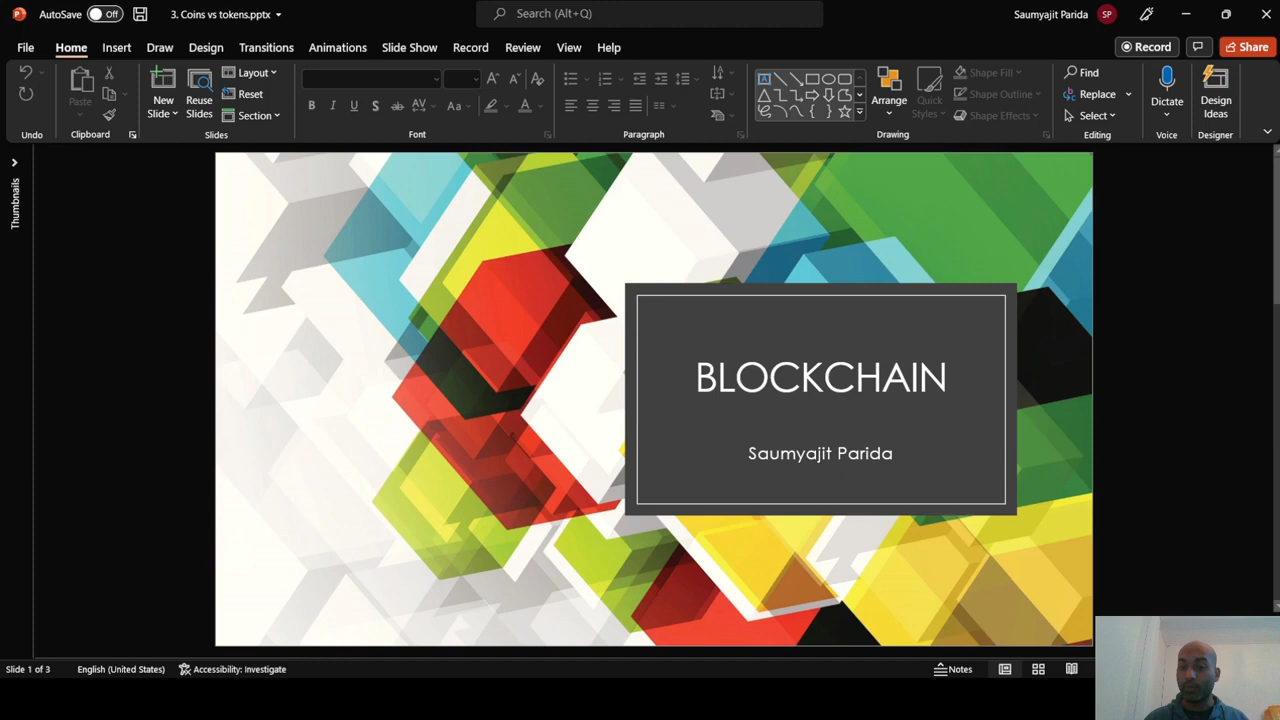 AutoSave Off 3. Coins vs tokens.pptx Search (Alt+Q) Saumyajit Parida SP
File Home Insert Draw Design Transitions Animations Slide Show Record Review View Help Record Share
Paste
New Slide
Reuse Slides
Layout
Reset
Section
B I U S ab AV Aa A
Arrange
Quick Styles
Shape Fill
Shape Outline
Shape Effects
Find
Replace
Select
Dictate
Design Ideas
Undo Clipboard Slides Font Paragraph Drawing Editing Voice Designer
Thumbnails
BLOCKCHAIN
Saumyajit Parida
Slide 1 of 3 English (United States) Accessibility: Investigate Notes